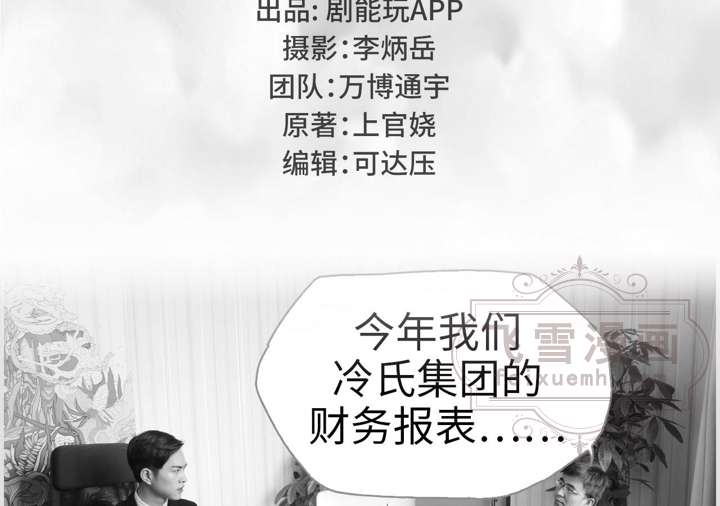 出品: 剧能玩APP
摄影：李炳岳
团队：万博通宇
原著：上官娆
编辑：可达压
飞雪漫画
feixuemh
今年我们
冷氏集团的
财务报表……